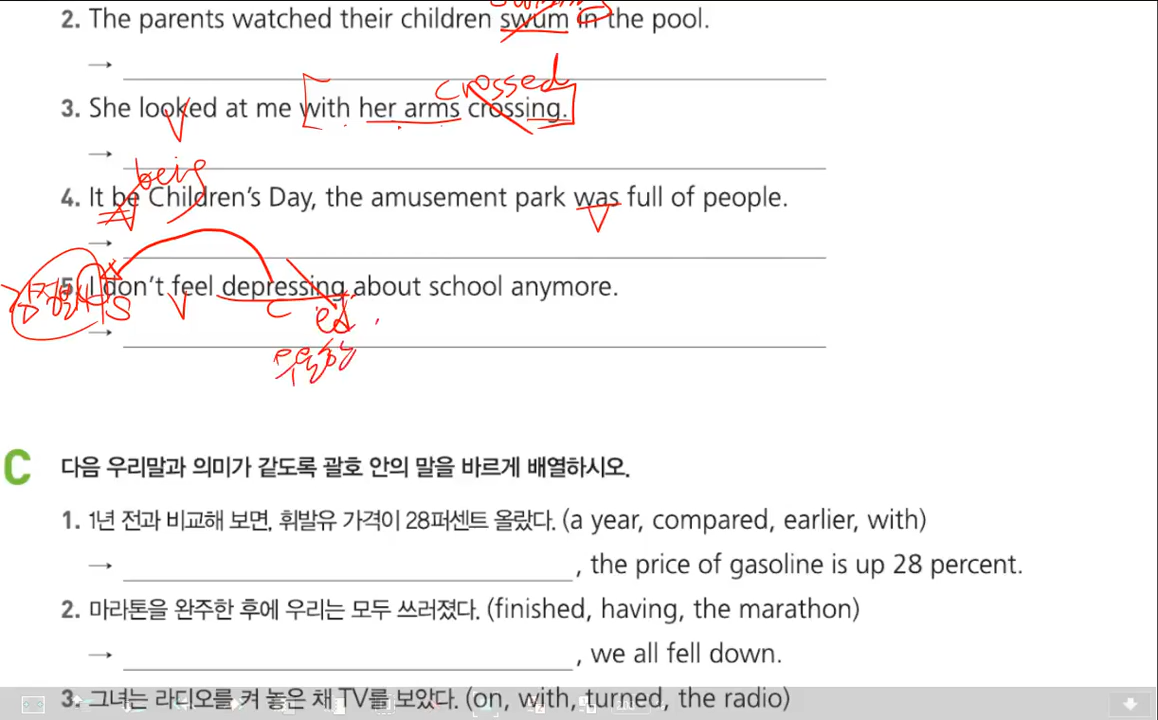 2. The parents watched their children swum in the pool.
→
crossed
3. She looked at me with her arms crossing.
→
being
4. It be Children's Day, the amusement park was full of people.
→
5. I don't feel depressing about school anymore.
S V C ed
→
C 다음 우리말과 의미가 같도록 괄호 안의 말을 바르게 배열하시오.
1. 1년 전과 비교해 보면, 휘발유 가격이 28퍼센트 올랐다. (a year, compared, earlier, with)
→ , the price of gasoline is up 28 percent.
2. 마라톤을 완주한 후에 우리는 모두 쓰러졌다. (finished, having, the marathon)
→ , we all fell down.
3. 그녀는 라디오를 켜 놓은 채 TV를 보았다. (on, with, turned, the radio)